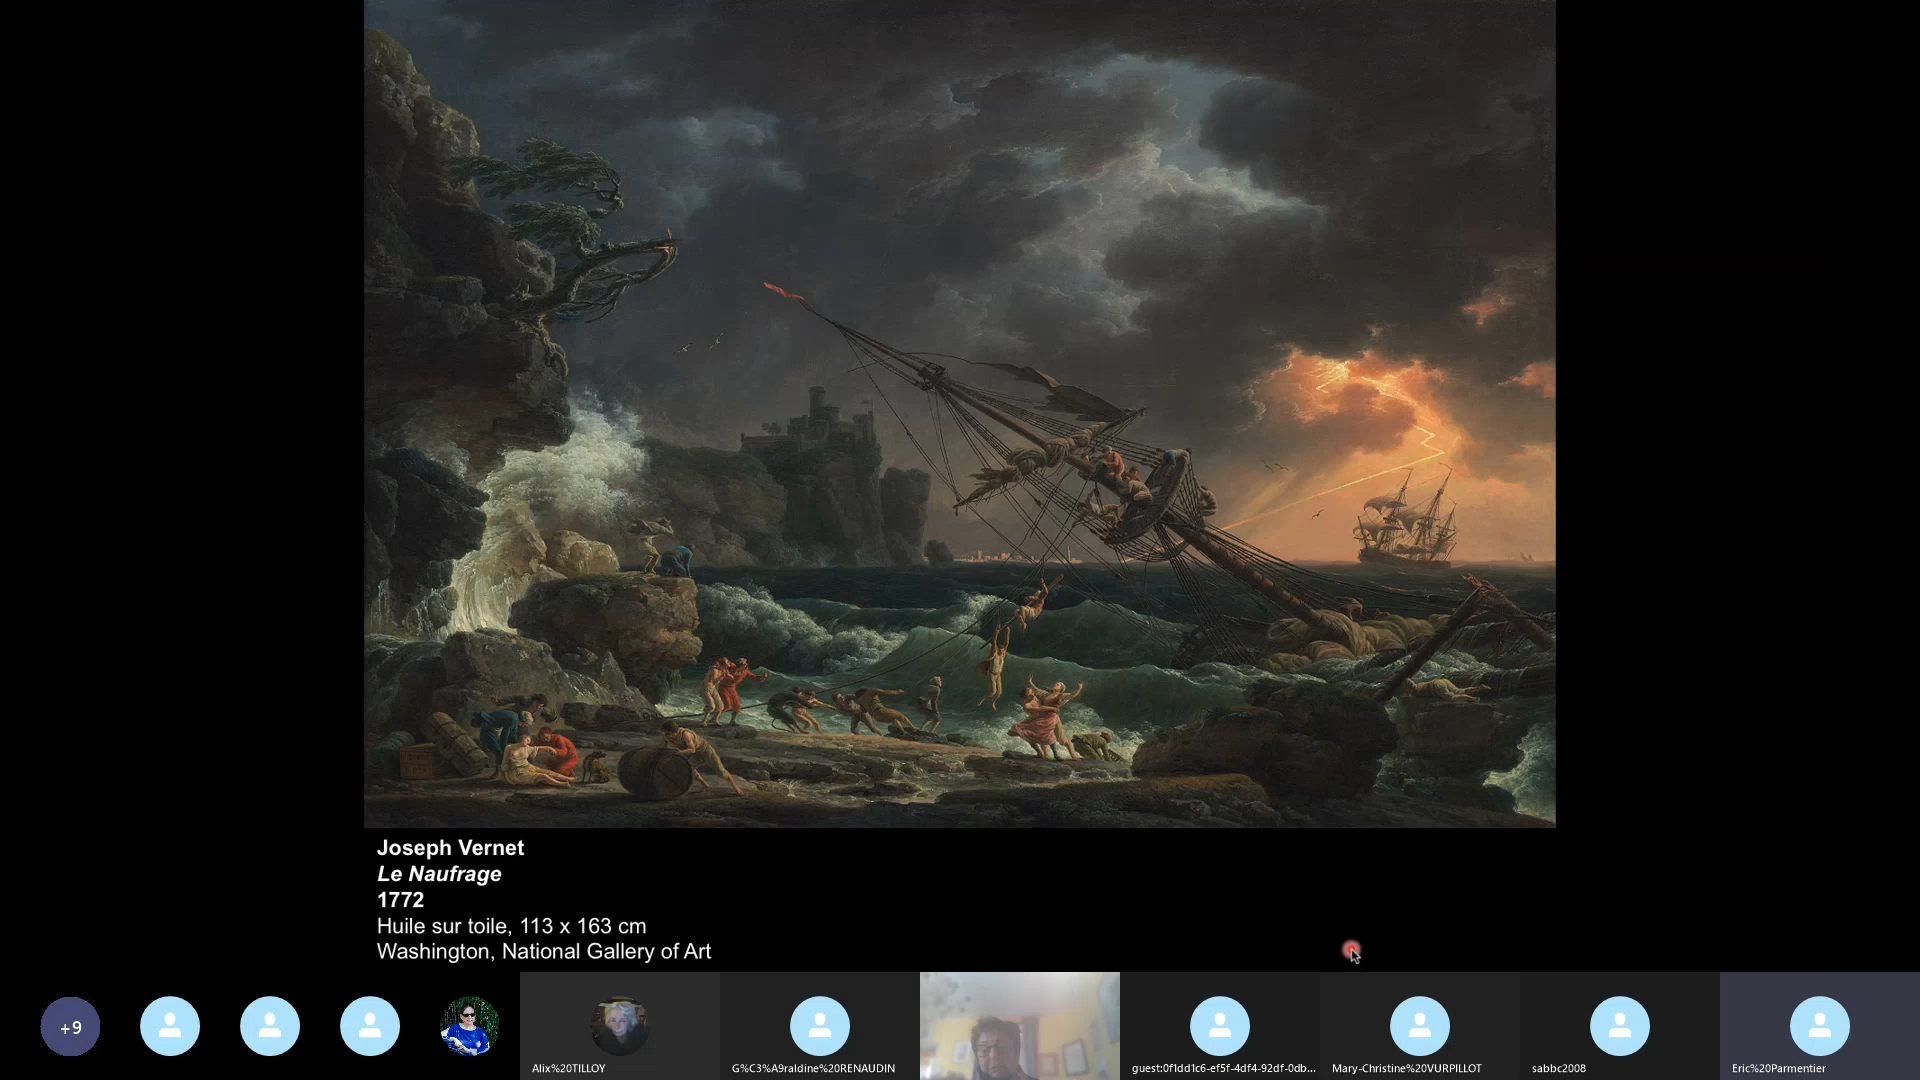 Joseph Vernet
Le Naufrage
1772
Huile sur toile, 113 x 163 cm
Washington, National Gallery of Art
+9
Alix%20TILLOY
G%C3%A9raldine%20RENAUDIN
guest:0f1dd1c6-ef5f-4df4-92df-0db...
Mary-Christine%20VURPILLOT
sabbc2008
Eric%20Parmentier